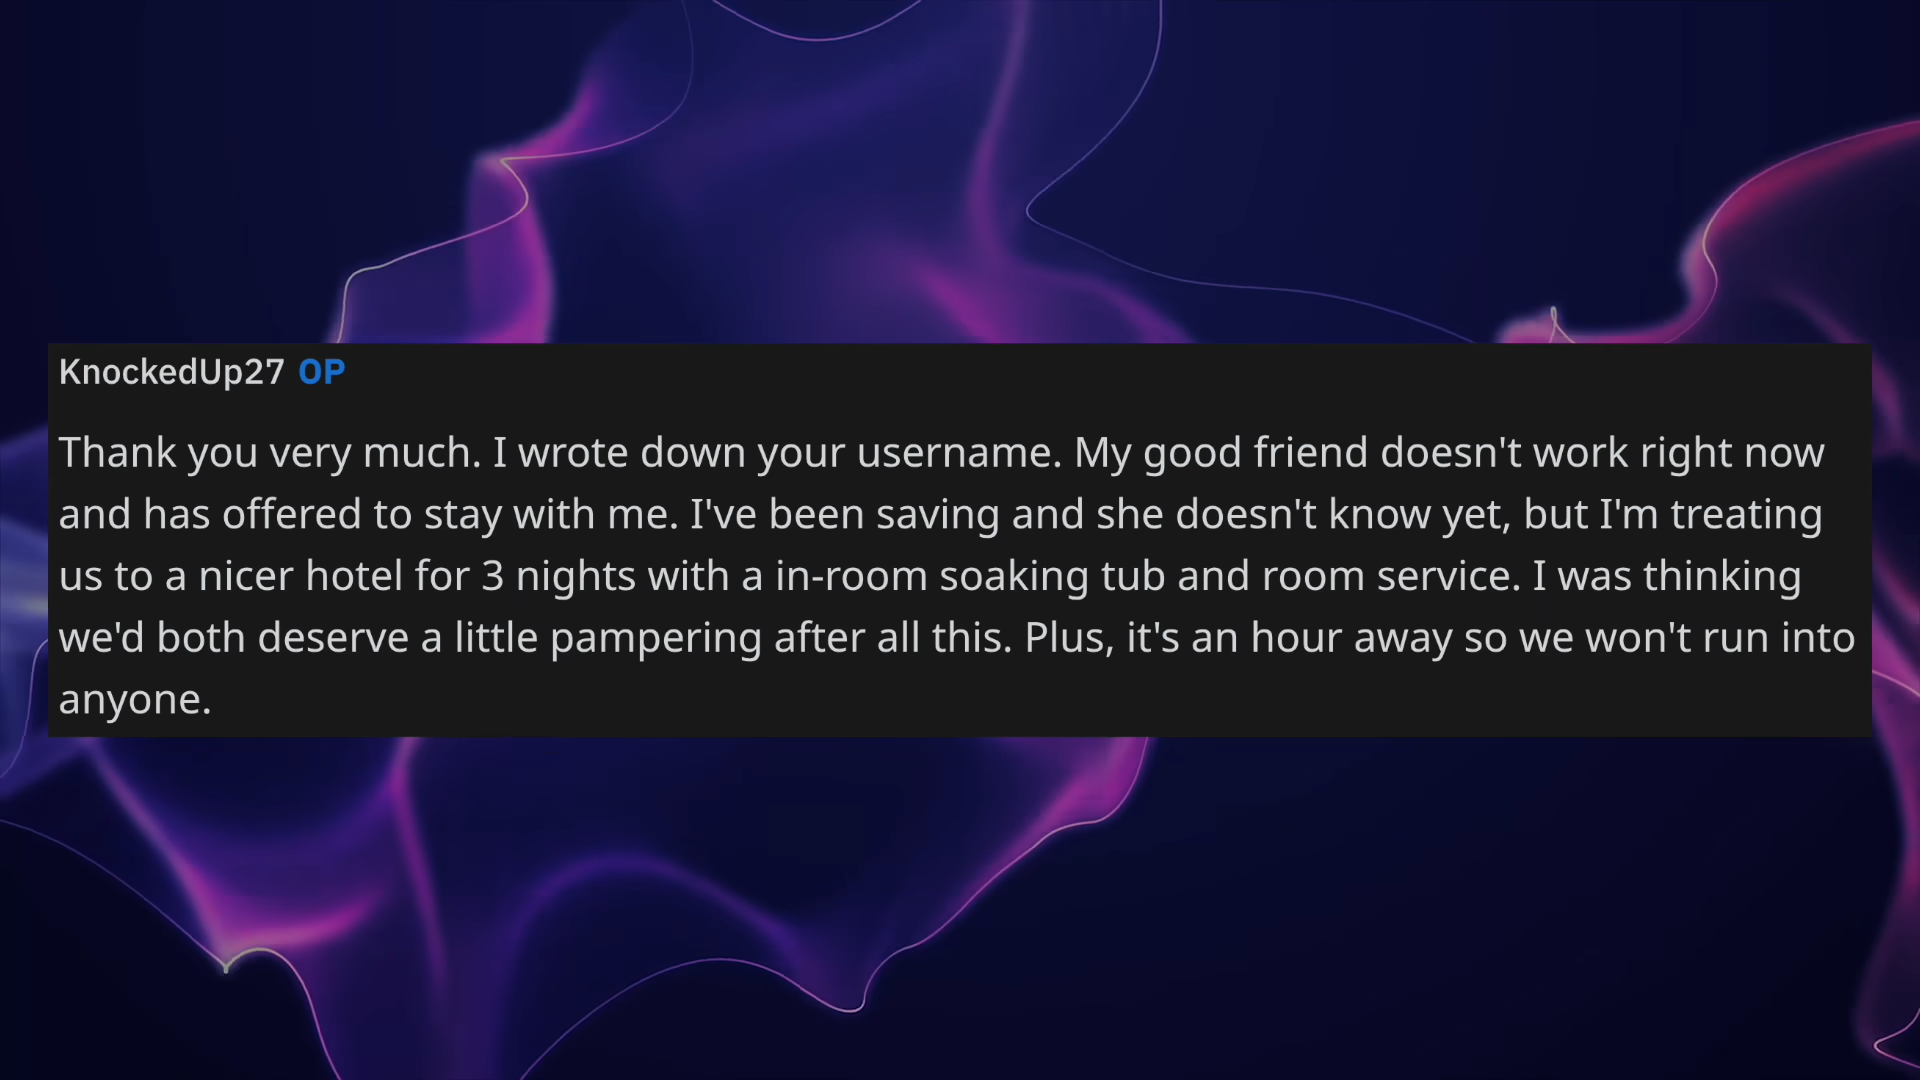 KnockedUp27 OP
Thank you very much. I wrote down your username. My good friend doesn't work right now
and has offered to stay with me. I've been saving and she doesn't know yet, but I'm treating
us to a nicer hotel for 3 nights with a in-room soaking tub and room service. I was thinking
we'd both deserve a little pampering after all this. Plus, it's an hour away so we won't run into
anyone.